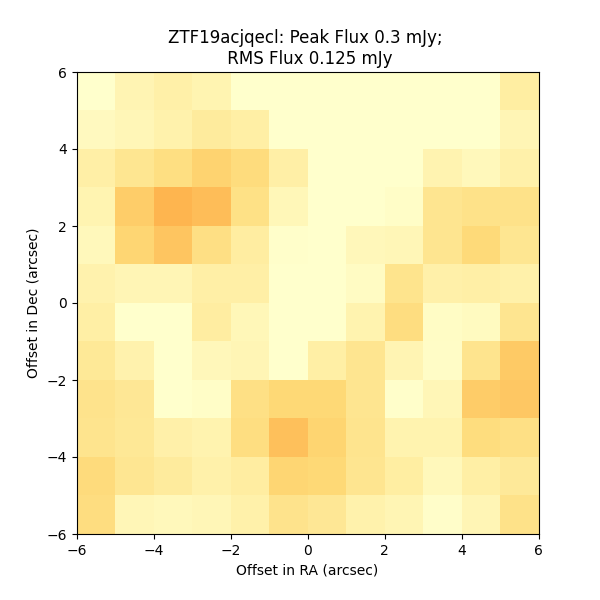 ZTF19acjqecl: Peak Flux 0.3 mJy;
RMS Flux 0.125 mJy
6
4
2
0
−2
−4
−6
Offset in Dec (arcsec)
−6 −4 −2 0 2 4 6
Offset in RA (arcsec)